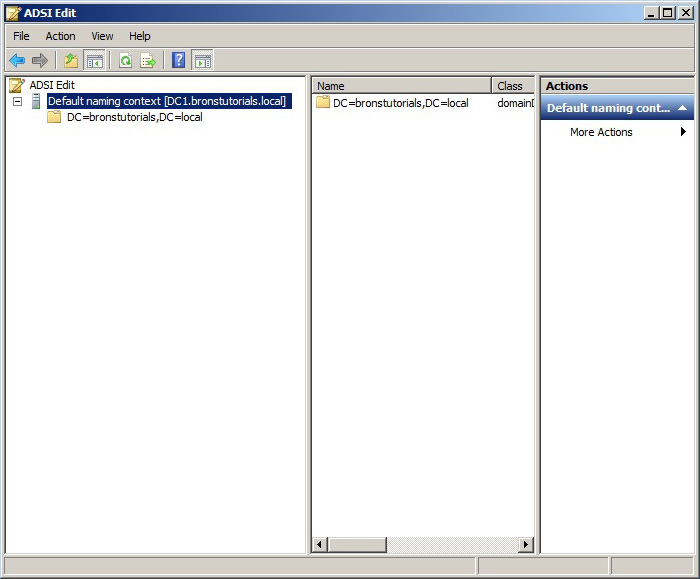 ADSI Edit
File Action View Help
ADSI Edit
Default naming context [DC1.bronstutorials.local]
DC=bronstutorials,DC=local
Name Class
DC=bronstutorials,DC=local domainD
Actions
Default naming cont...
More Actions